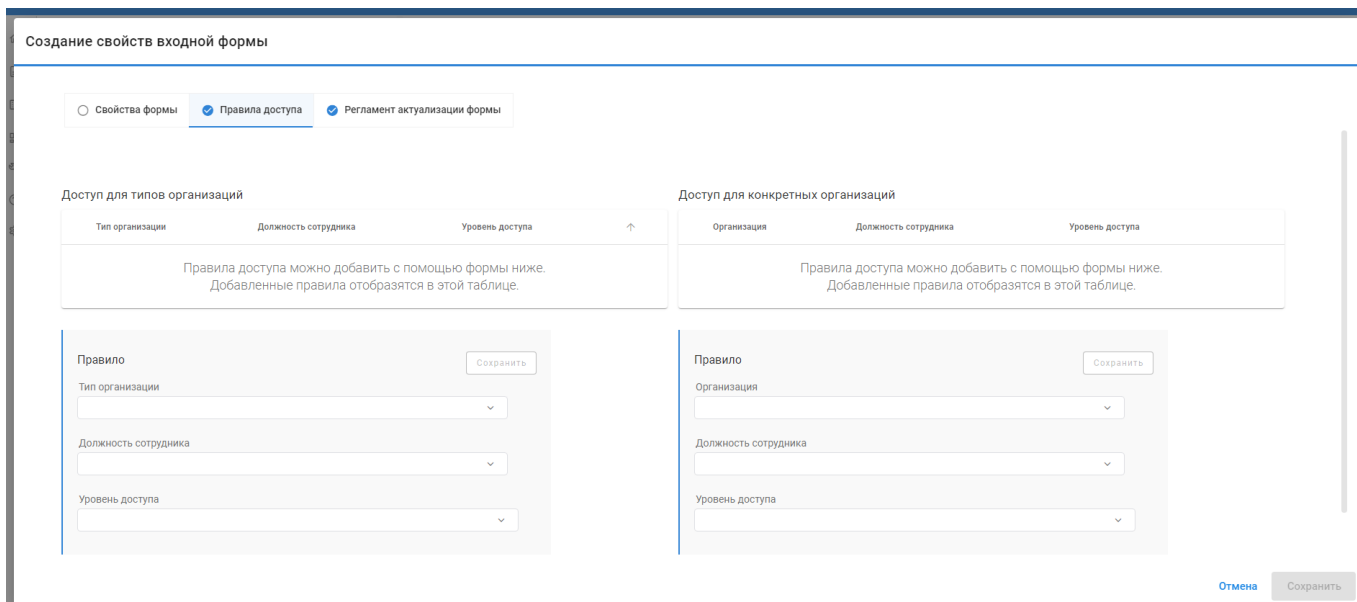 Создание свойств входной формы
Свойства формы Правила доступа Регламент актуализации формы
Доступ для типов организаций
Тип организации Должность сотрудника Уровень доступа
Правила доступа можно добавить с помощью формы ниже.
Добавленные правила отобразятся в этой таблице.
Правило Сохранить
Тип организации
Должность сотрудника
Уровень доступа
Доступ для конкретных организаций
Организация Должность сотрудника Уровень доступа
Правила доступа можно добавить с помощью формы ниже.
Добавленные правила отобразятся в этой таблице.
Правило Сохранить
Организация
Должность сотрудника
Уровень доступа
Отмена Сохранить